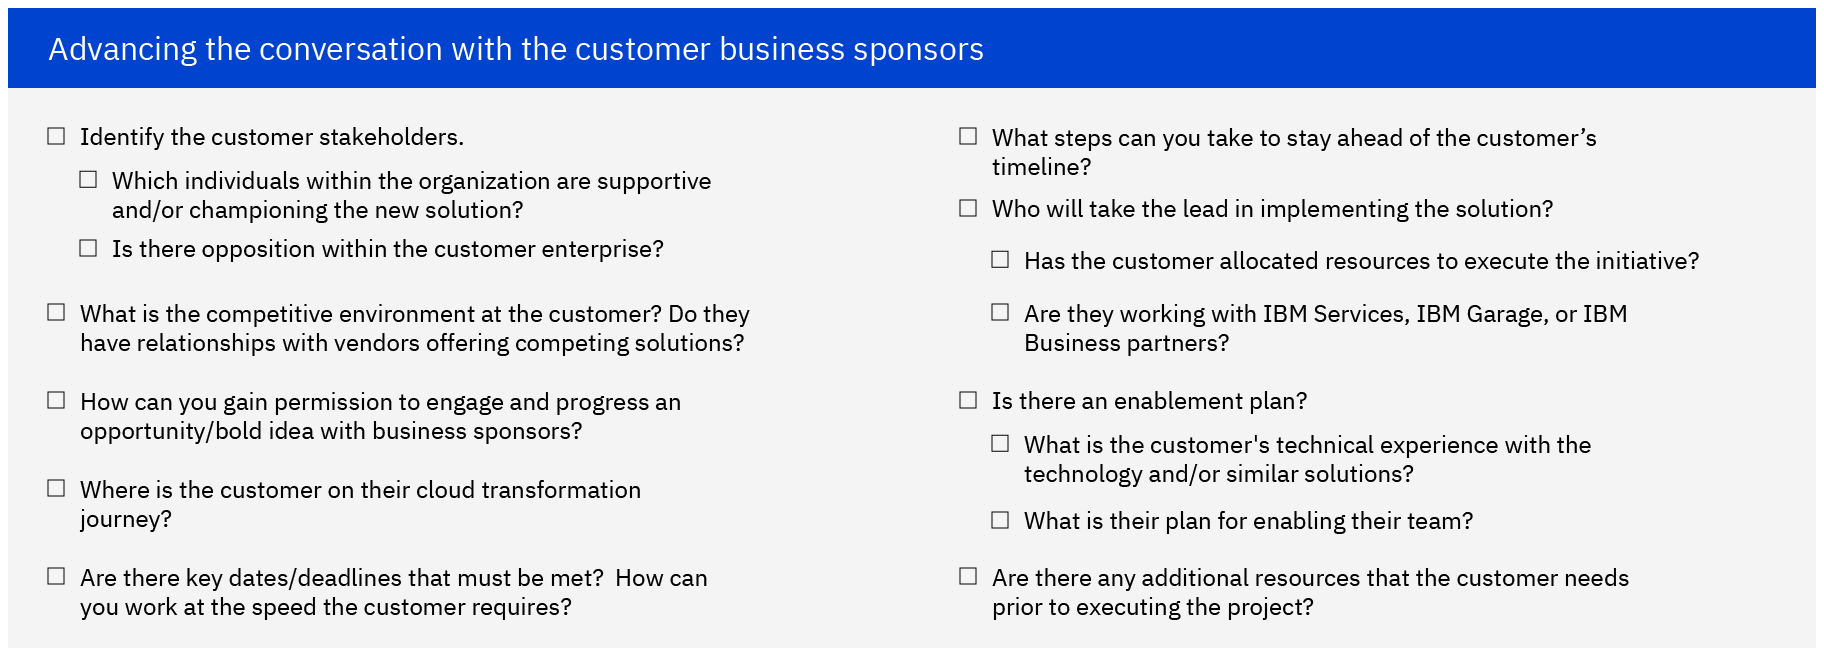 Advancing the conversation with the customer business sponsors
☐ Identify the customer stakeholders.
☐ Which individuals within the organization are supportive
and/or championing the new solution?
☐ Is there opposition within the customer enterprise?
☐ What is the competitive environment at the customer? Do they
have relationships with vendors offering competing solutions?
☐ How can you gain permission to engage and progress an
opportunity/bold idea with business sponsors?
☐ Where is the customer on their cloud transformation
journey?
☐ Are there key dates/deadlines that must be met?  How can
you work at the speed the customer requires?
☐ What steps can you take to stay ahead of the customer’s
timeline?
☐ Who will take the lead in implementing the solution?
☐ Has the customer allocated resources to execute the initiative?
☐ Are they working with IBM Services, IBM Garage, or IBM
Business partners?
☐ Is there an enablement plan?
☐ What is the customer's technical experience with the
technology and/or similar solutions?
☐ What is their plan for enabling their team?
☐ Are there any additional resources that the customer needs
prior to executing the project?